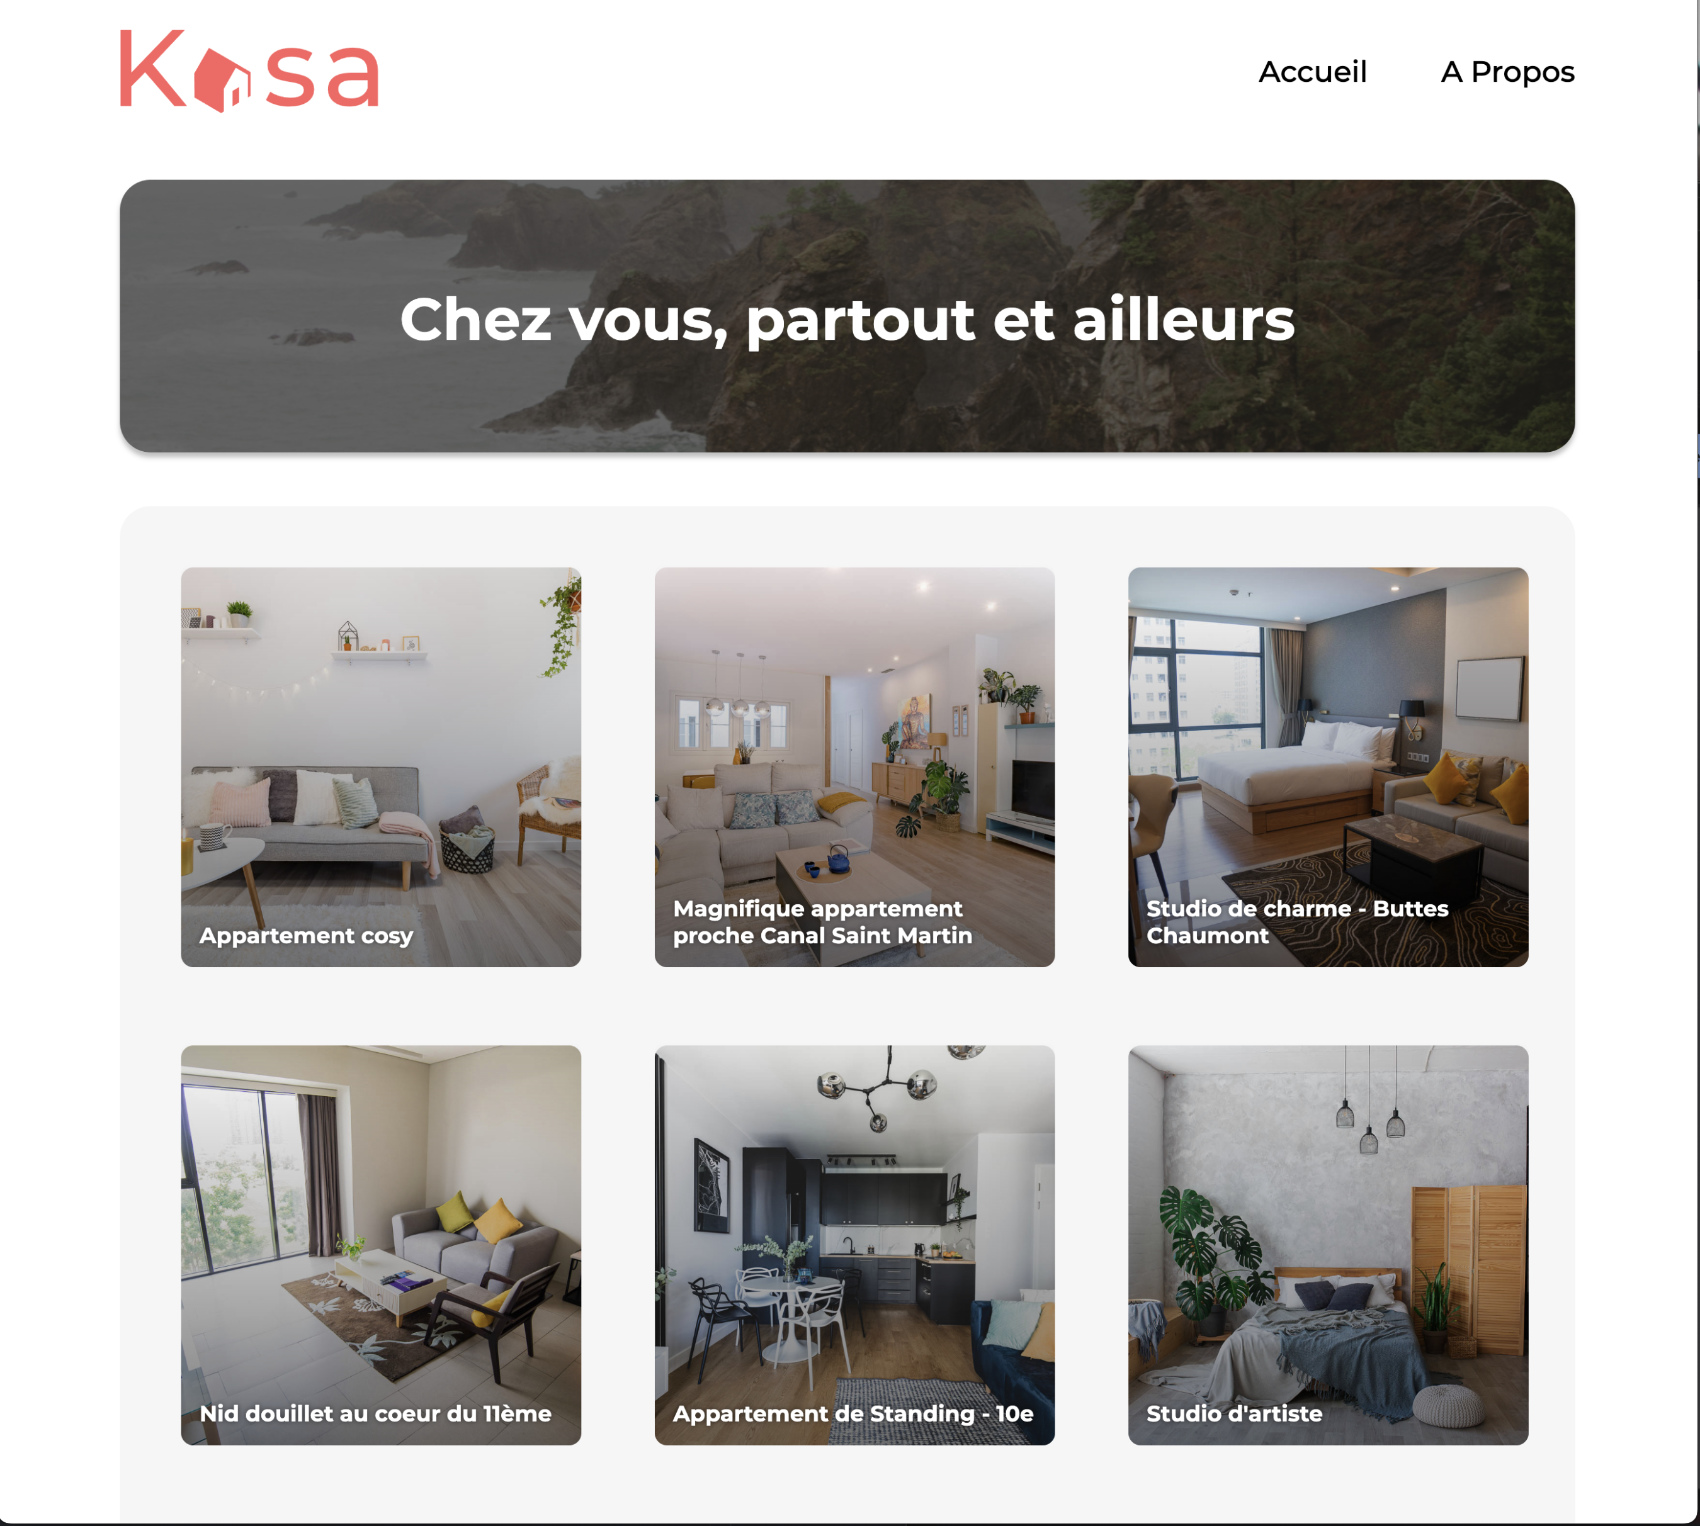 Kasa
Accueil
A Propos
Chez vous, partout et ailleurs
Appartement cosy
Magnifique appartement
proche Canal Saint Martin
Studio de charme - Buttes
Chaumont
Nid douillet au coeur du 11ème
Appartement de Standing - 10e
Studio d'artiste